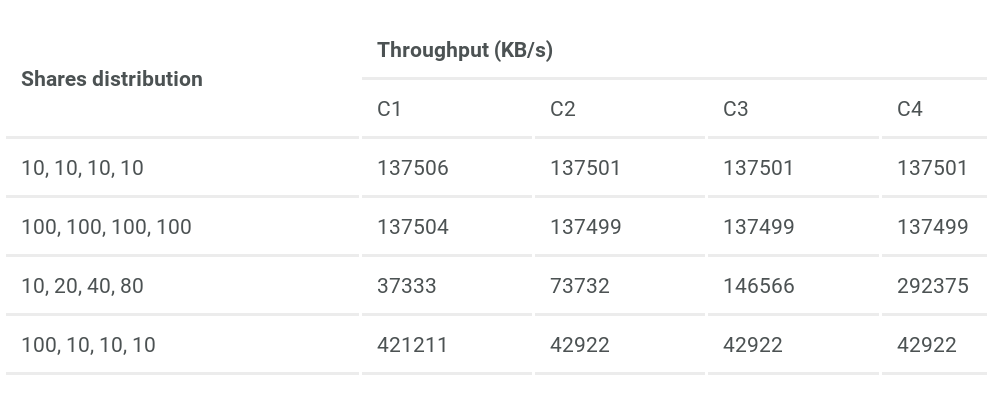 Throughput (KB/s)
Shares distribution
C1 C2 C3 C4
10, 10, 10, 10 137506 137501 137501 137501
100, 100, 100, 100 137504 137499 137499 137499
10, 20, 40, 80 37333 73732 146566 292375
100, 10, 10, 10 421211 42922 42922 42922